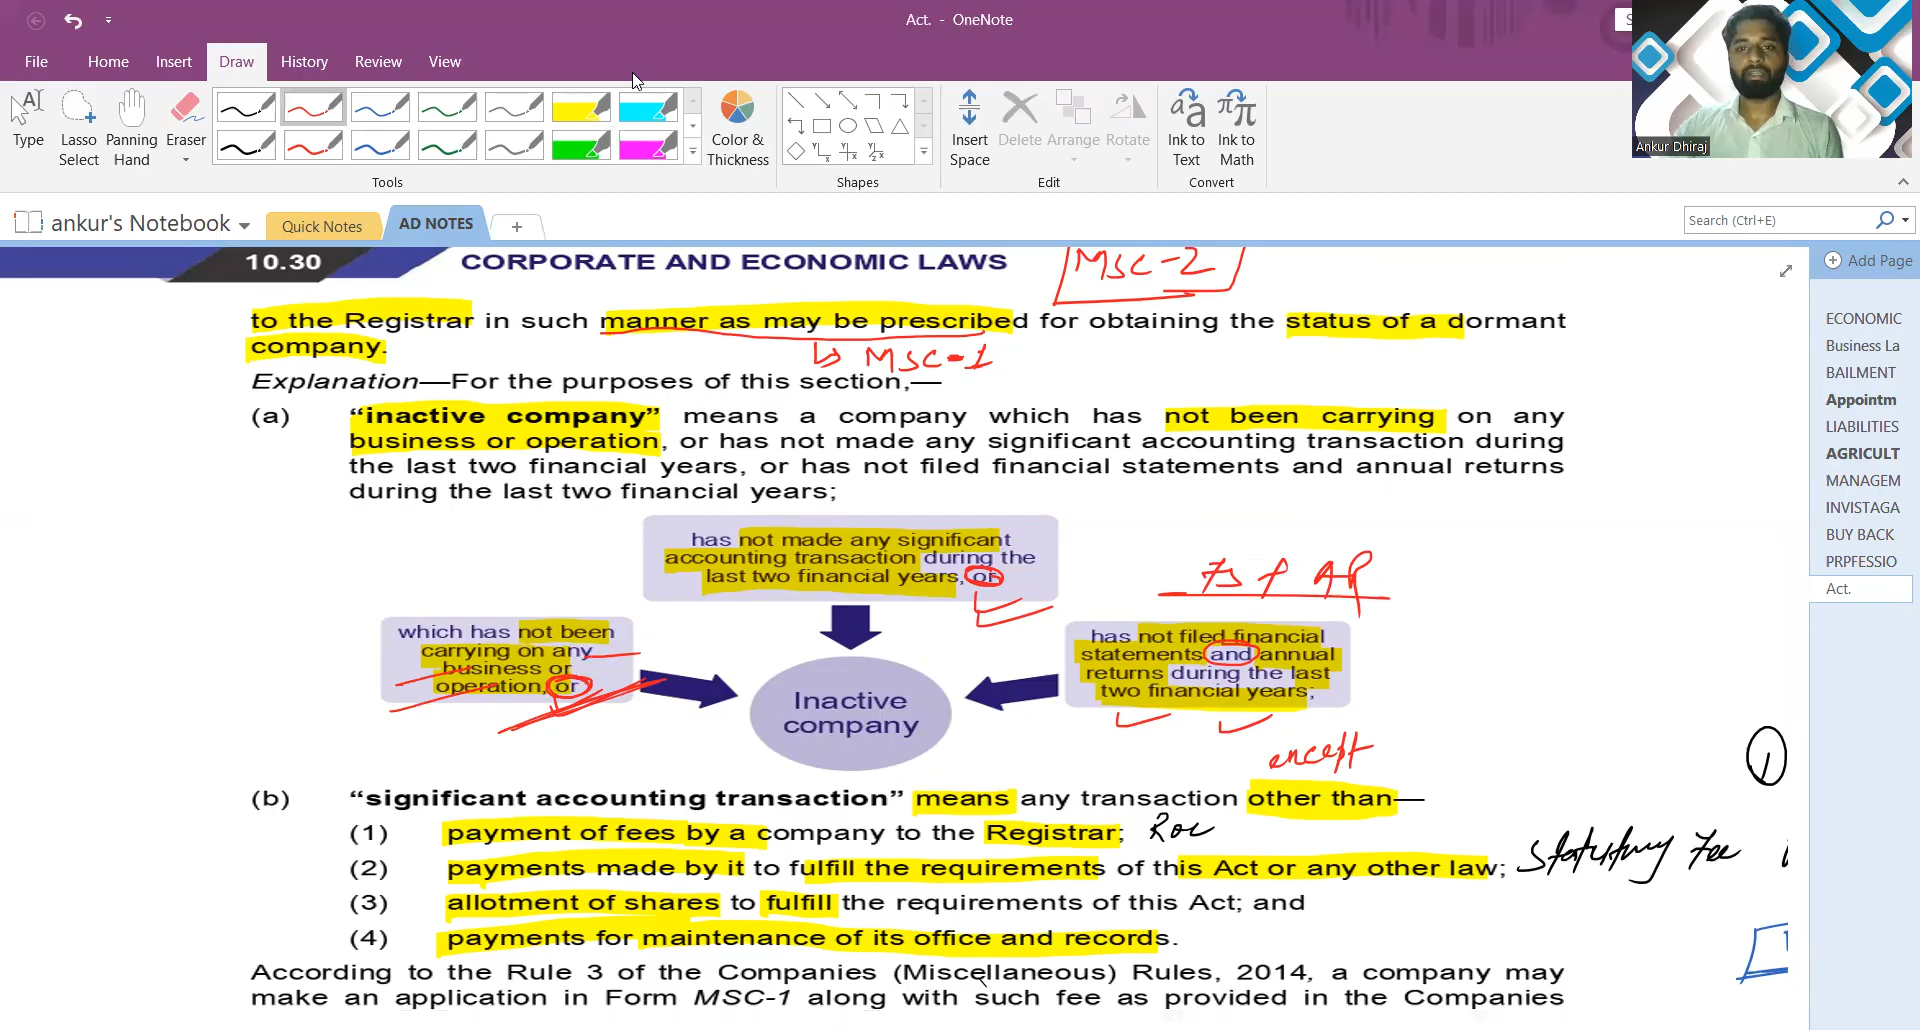 Act. - OneNote
S
File Home Insert Draw History Review View
Type
Lasso Select
Panning Hand
Eraser
Color & Thickness
Insert Space
Delete
Arrange
Rotate
Ink to Text
Ink to Math
Tools
Shapes
Edit
Convert
Ankur Dhiraj
ankur's Notebook
Quick Notes
AD NOTES
Search (Ctrl+E)
Add Page
ECONOMIC
Business La
BAILMENT
Appointm
LIABILITIES
AGRICULT
MANAGEM
INVISTAGA
BUY BACK
PRPFESSIO
Act.
10.30 CORPORATE AND ECONOMIC LAWS
MSC-2
to the Registrar in such manner as may be prescribed for obtaining the status of a dormant
company.
MSC-1
Explanation—For the purposes of this section,—
(a) “inactive company” means a company which has not been carrying on any
business or operation, or has not made any significant accounting transaction during
the last two financial years, or has not filed financial statements and annual returns
during the last two financial years;
has not made any significant
accounting transaction during the
last two financial years, or
which has not been
carrying on any
business or
operation, or
has not filed financial
statements and annual
returns during the last
two financial years;
Inactive
company
except
(b) “significant accounting transaction” means any transaction other than—
(1) payment of fees by a company to the Registrar; ROC
(2) payments made by it to fulfill the requirements of this Act or any other law; Statutory Fee
(3) allotment of shares to fulfill the requirements of this Act; and
(4) payments for maintenance of its office and records.
According to the Rule 3 of the Companies (Miscellaneous) Rules, 2014, a company may
make an application in Form MSC-1 along with such fee as provided in the Companies